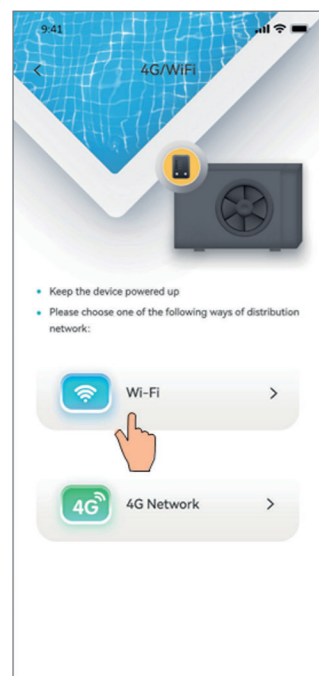 9:41
4G/WiFi
• Keep the device powered up
• Please choose one of the following ways of distribution
network:
Wi-Fi
4G
4G Network